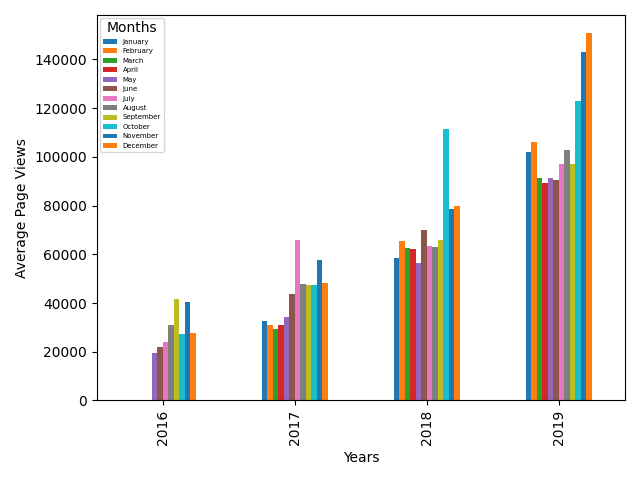 Months
January
February
March
April
May
June
July
August
September
October
November
December
Average Page Views
140000
120000
100000
80000
60000
40000
20000
0
2016
2017
2018
2019
Years